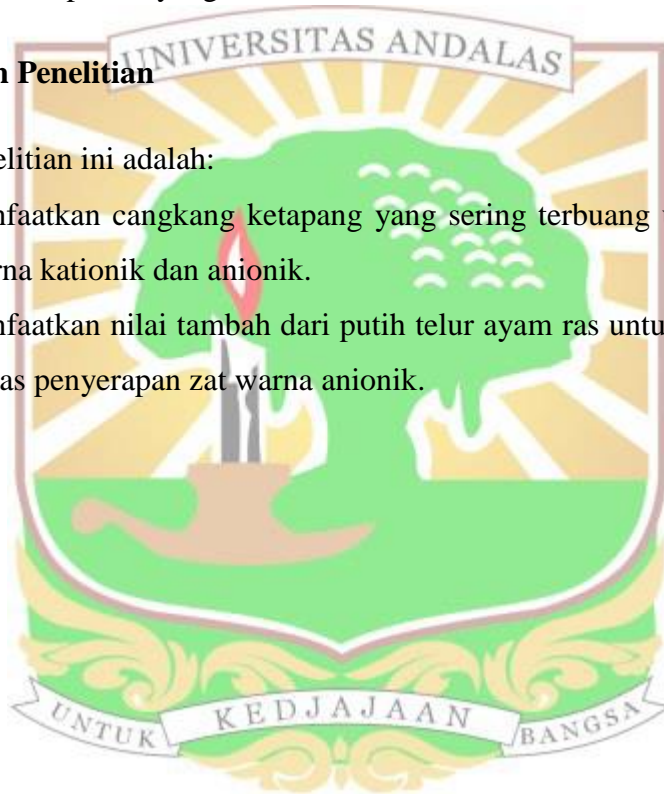 UNIVERSITAS ANDALAS
n Penelitian
elitian ini adalah:
nfaatkan cangkang ketapang yang sering terbuang
rna kationik dan anionik.
nfaatkan nilai tambah dari putih telur ayam ras untu
as penyerapan zat warna anionik.
UNTUK KEDJAJAAN BANGSA